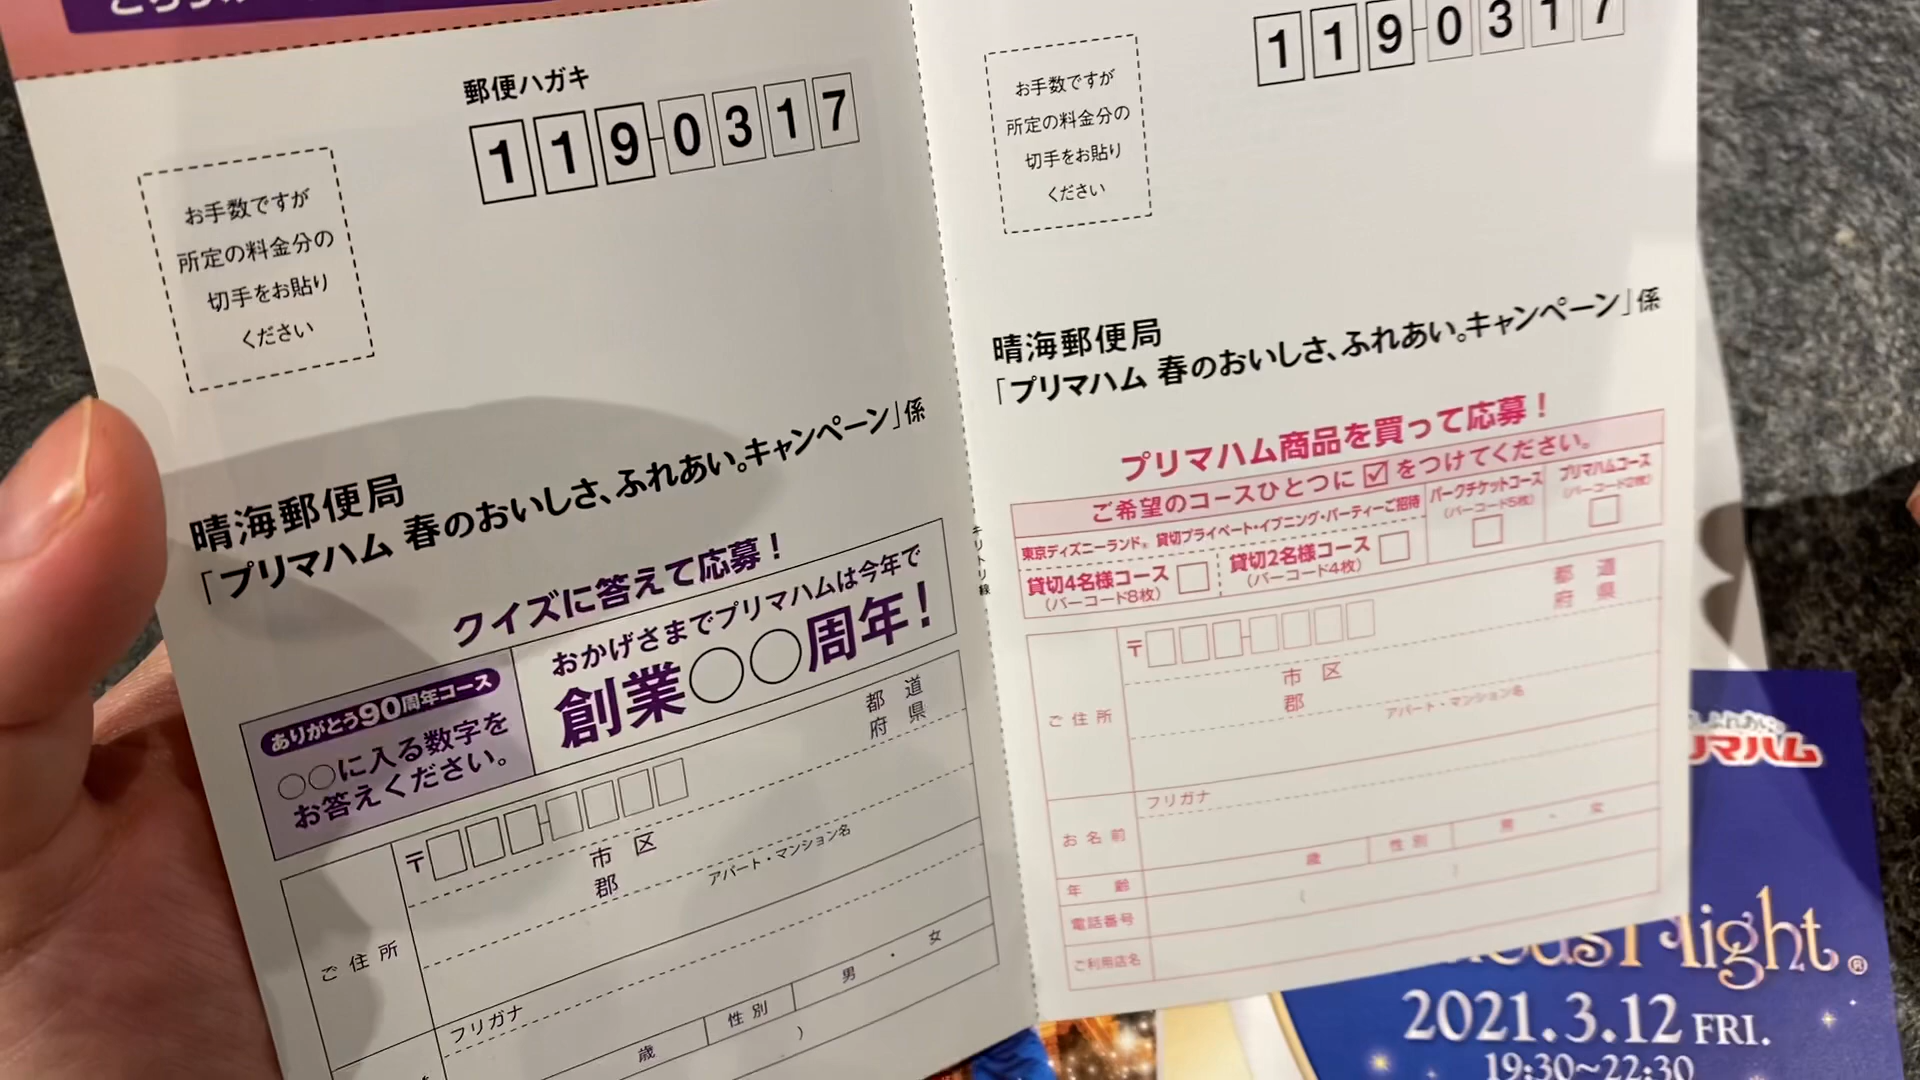 郵便ハガキ
119-0317
お手数ですが
所定の料金分の
切手をお貼り
ください
晴海郵便局
「プリマハム 春のおいしさ、ふれあい。キャンペーン」係
クイズに答えて応募！
ありがとう90周年コース
○○に入る数字を
お答えください。
おかげさまでプリマハムは今年で
創業○○周年！
ご住所
〒
都道
府県
市区
郡
アパート・マンション名
フリガナ
歳
性別
男・女
）
キリトリ線
119-0317
お手数ですが
所定の料金分の
切手をお貼り
ください
晴海郵便局
「プリマハム 春のおいしさ、ふれあい。キャンペーン」係
プリマハム商品を買って応募！
ご希望のコースひとつに☑をつけてください。
東京ディズニーランド® 貸切プライベート・イブニング・パーティーご招待
貸切4名様コース
（バーコード8枚）
貸切2名様コース
（バーコード4枚）
パークチケットコース
（バーコード5枚）
プリマハムコース
（バーコード2枚）
ご住所
〒
都道
府県
市区
郡
アパート・マンション名
お名前
フリガナ
年齢
歳
性別
男・女
電話番号
（ ）
ご利用店名
リマハム
Night®
2021.3.12 FRI.
19:30~22:30